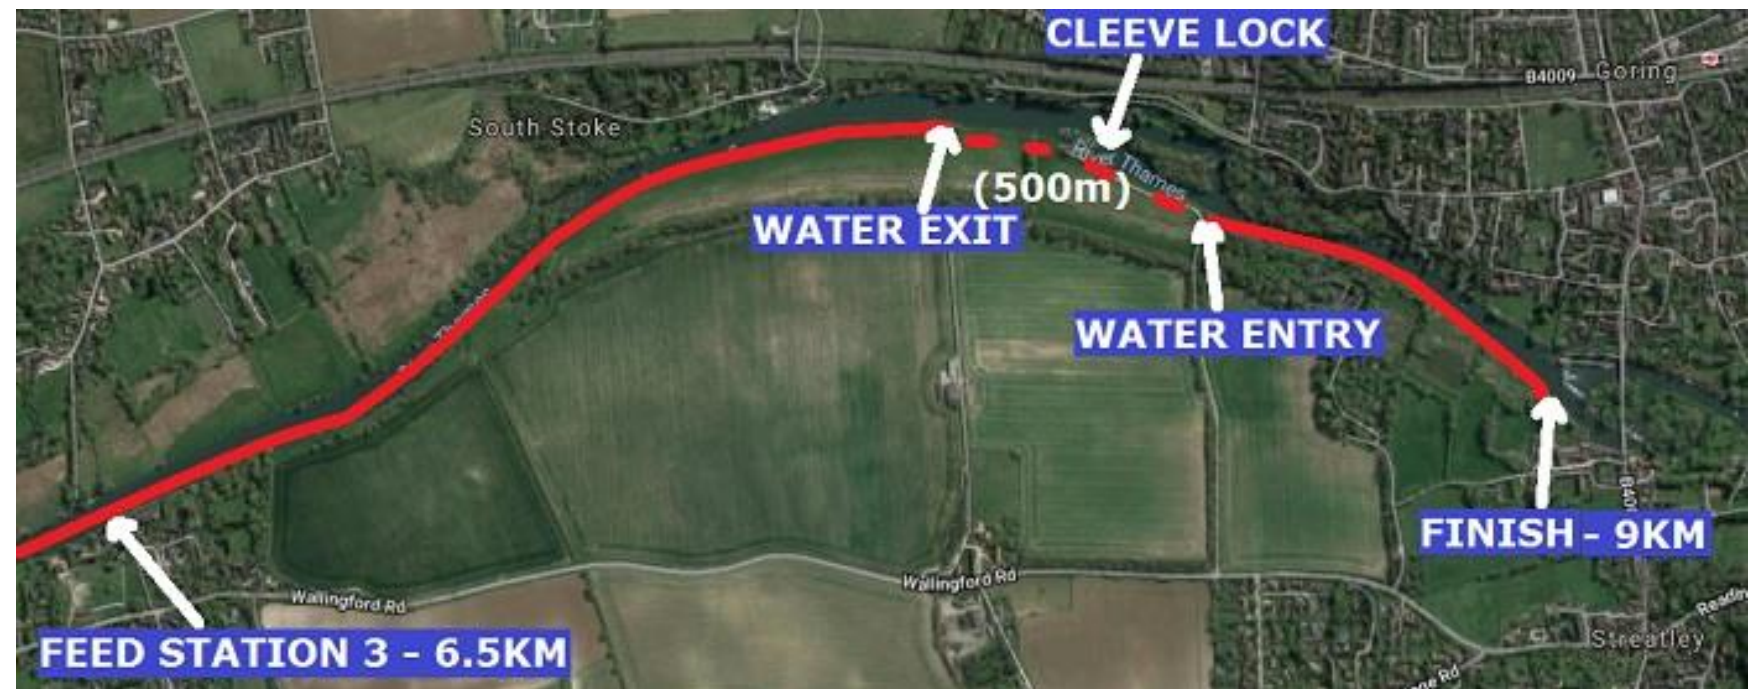 CLEEVE LOCK
B4009
Goring
South Stoke
River Thames
(500m)
WATER EXIT
WATER ENTRY
FINISH - 9KM
Wallingford Rd
Wallingford Rd
Streatley
FEED STATION 3 - 6.5KM